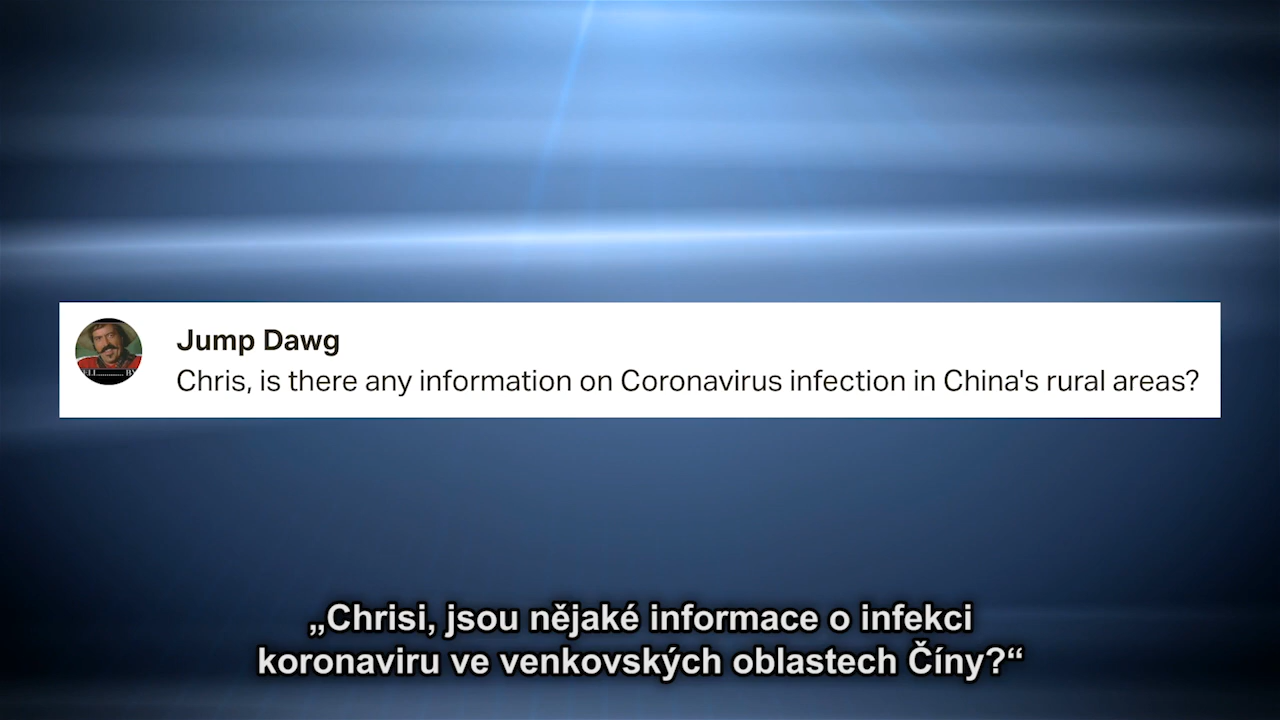 Jump Dawg
Chris, is there any information on Coronavirus infection in China's rural areas?
„Chrisi, jsou nějaké informace o infekci
koronaviru ve venkovských oblastech Číny?“